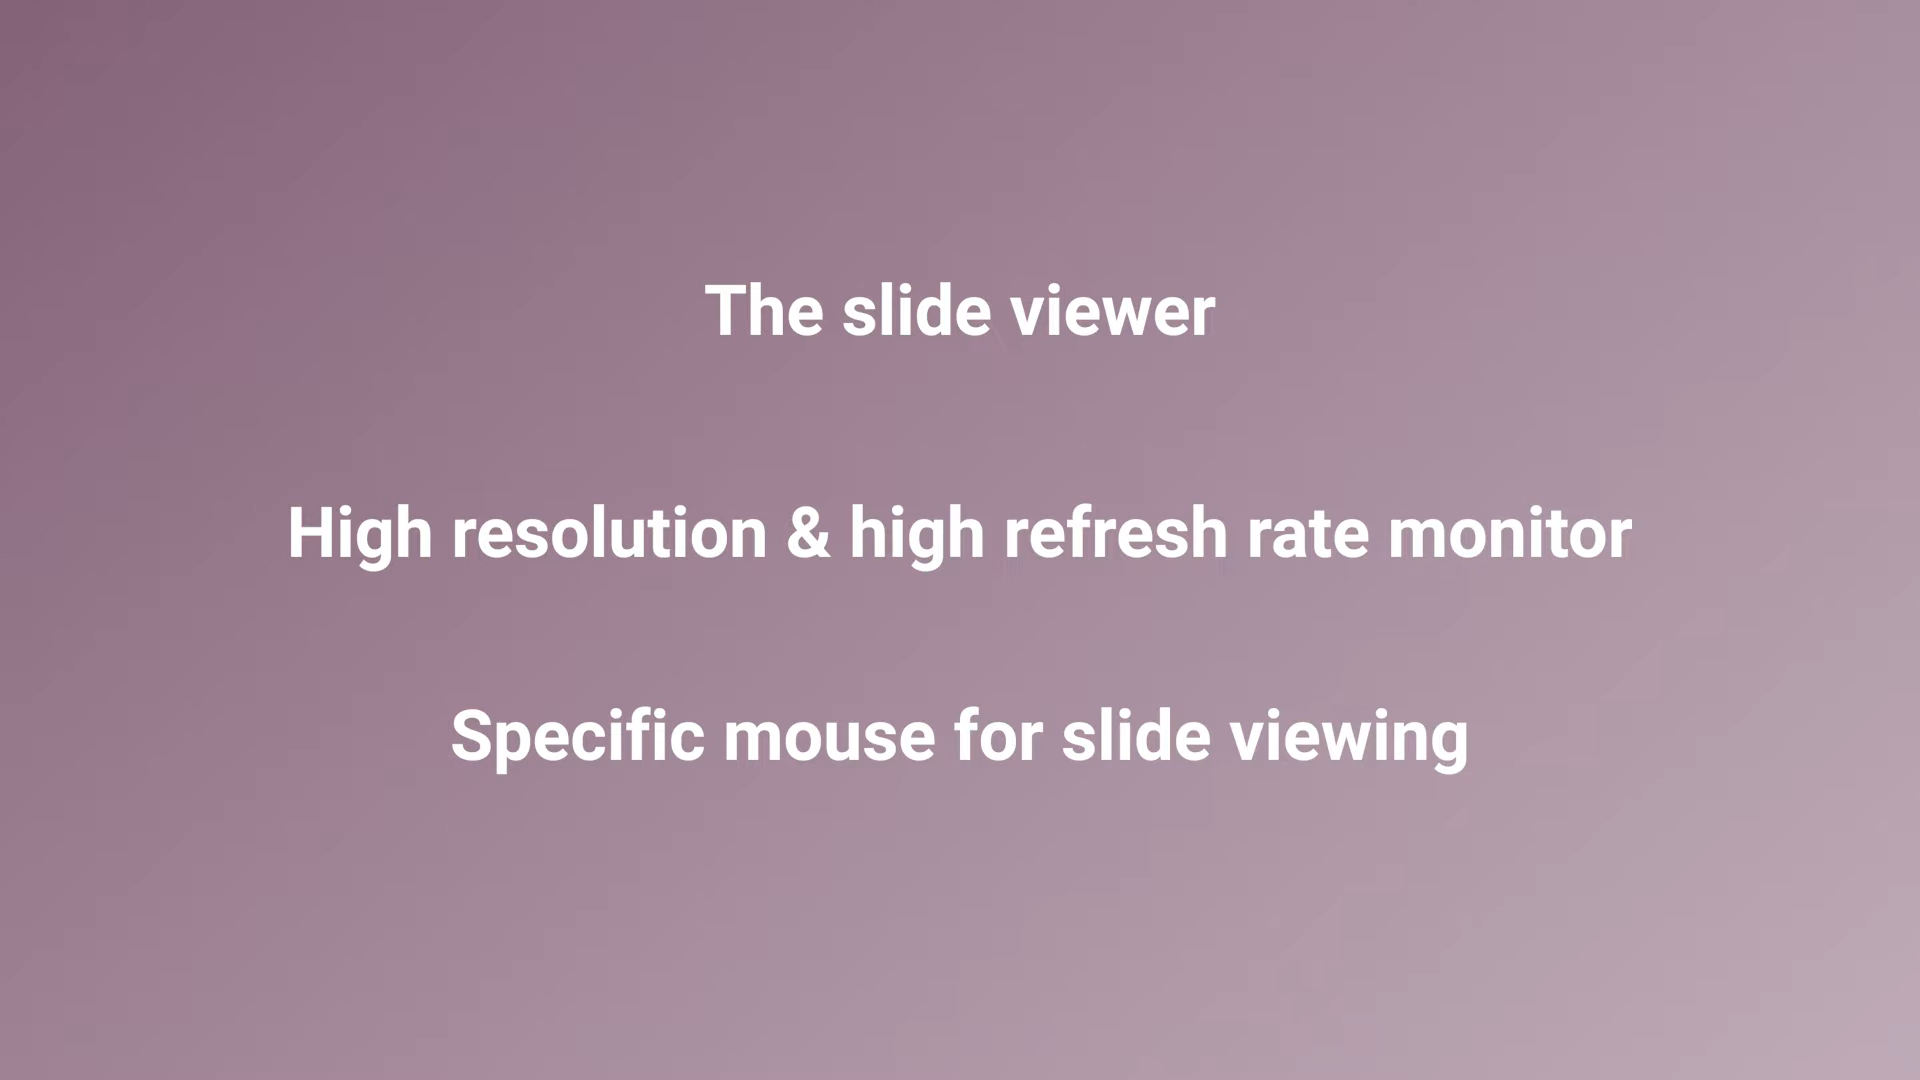 The slide viewer
High resolution & high refresh rate monitor
Specific mouse for slide viewing